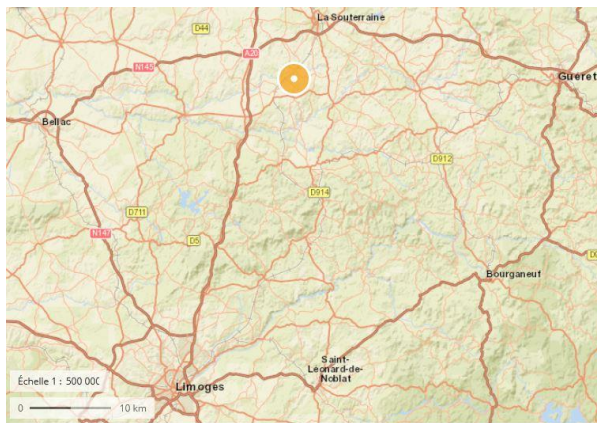 La Souterraine
D44
A20
N145
Guéret
Bellac
D912
D914
D711
N147
D5
Bourganeuf
Saint-
Léonard-de-
Noblat
Limoges
Échelle 1 : 500 000
0 10 km